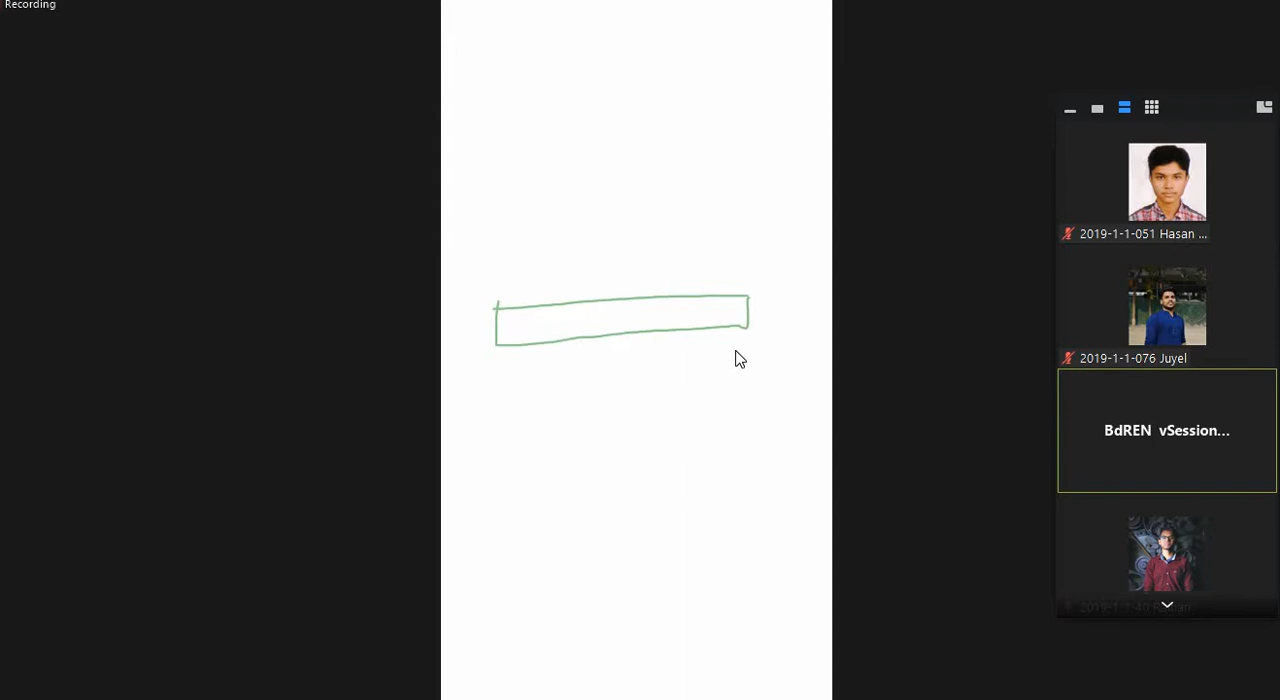 Recording
2019-1-1-051 Hasan ...
2019-1-1-076 Juyel
BdREN vSession...